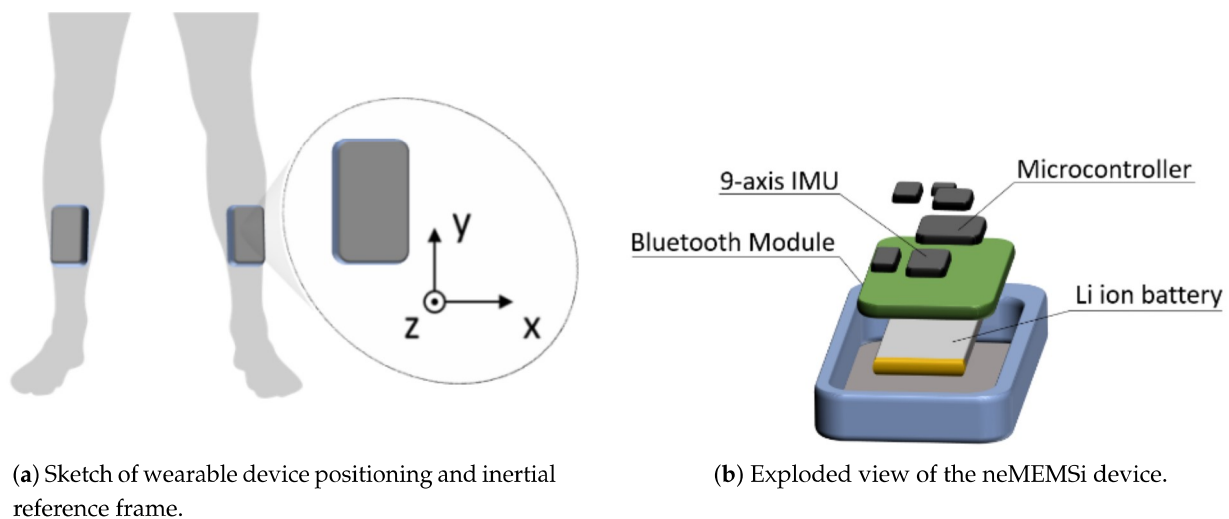 y
z
x
9-axis IMU
Microcontroller
Bluetooth Module
Li ion battery
(a) Sketch of wearable device positioning and inertial
reference frame.
(b) Exploded view of the neMEMSi device.